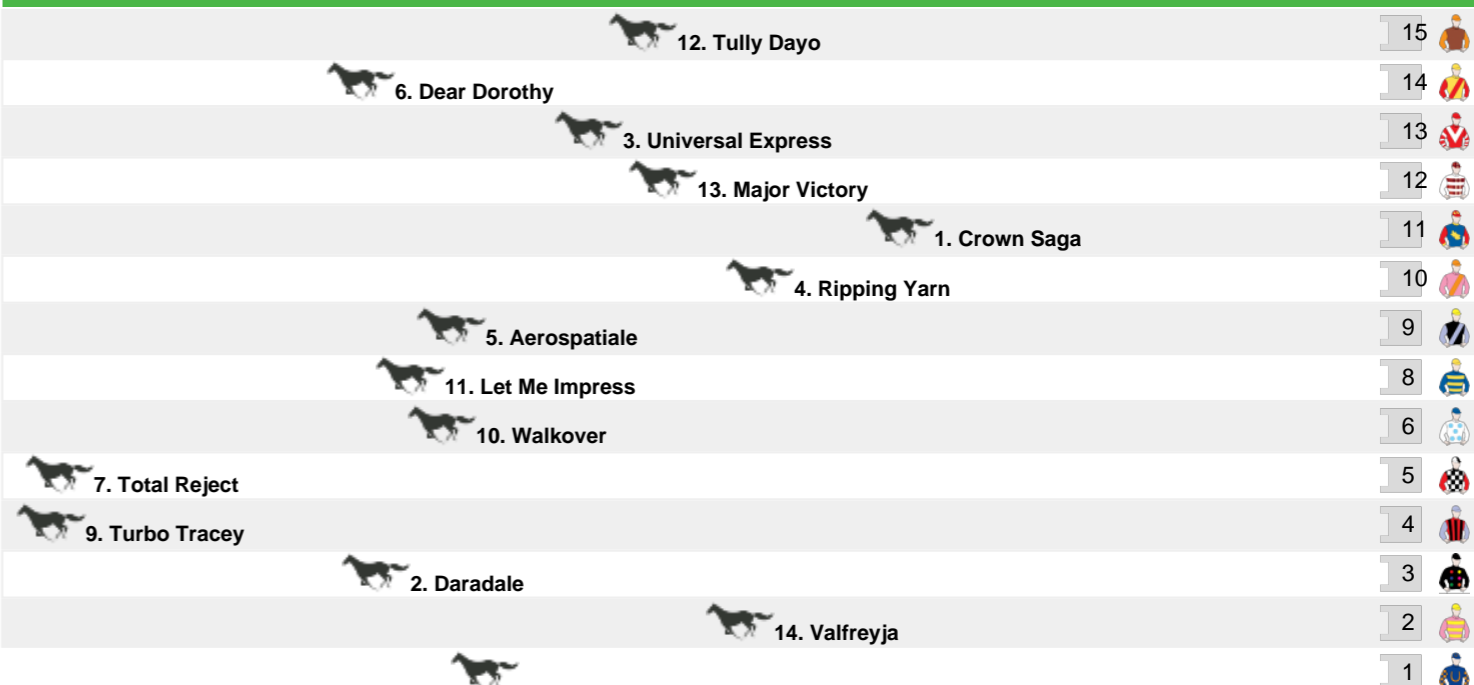 12. Tully Dayo 15
6. Dear Dorothy 14
3. Universal Express 13
13. Major Victory 12
1. Crown Saga 11
4. Ripping Yarn 10
5. Aerospatiale 9
11. Let Me Impress 8
10. Walkover 6
7. Total Reject 5
9. Turbo Tracey 4
2. Daradale 3
14. Valfreyja 2
1